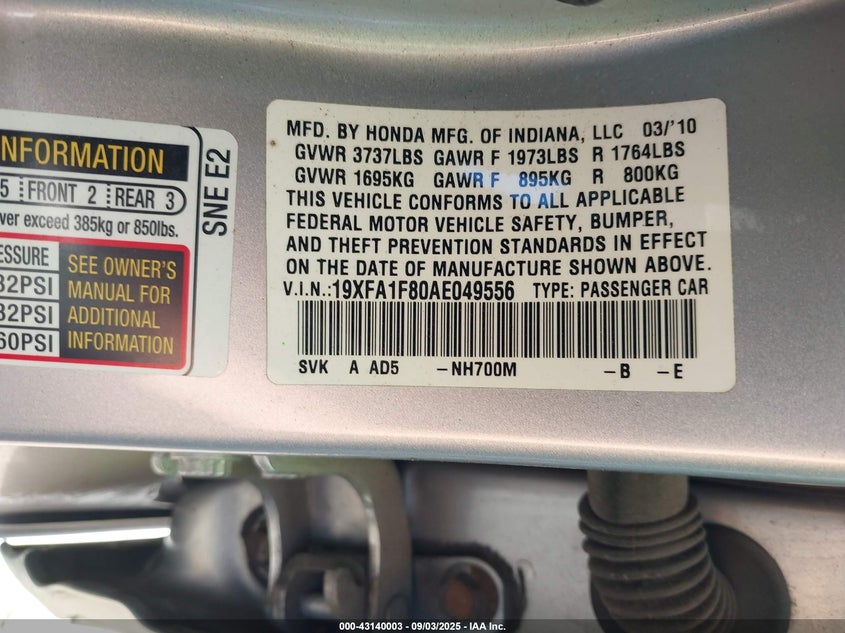 NFORMATION
5 FRONT 2 REAR 3
ver exceed 385kg or 850lbs.
ESSURE
32PSI
32PSI
60PSI
SEE OWNER'S
MANUAL FOR
ADDITIONAL
INFORMATION
SNE E2
MFD. BY HONDA MFG. OF INDIANA, LLC 03/'10
GVWR 3737LBS GAWR F 1973LBS R 1764LBS
GVWR 1695KG GAWR F 895KG R 800KG
THIS VEHICLE CONFORMS TO ALL APPLICABLE
FEDERAL MOTOR VEHICLE SAFETY, BUMPER,
AND THEFT PREVENTION STANDARDS IN EFFECT
ON THE DATE OF MANUFACTURE SHOWN ABOVE.
V.I.N.:19XFA1F80AE049556 TYPE: PASSENGER CAR
SVK A AD5 -NH700M -B -E
000-43140003 - 09/03/2025 - IAA Inc.